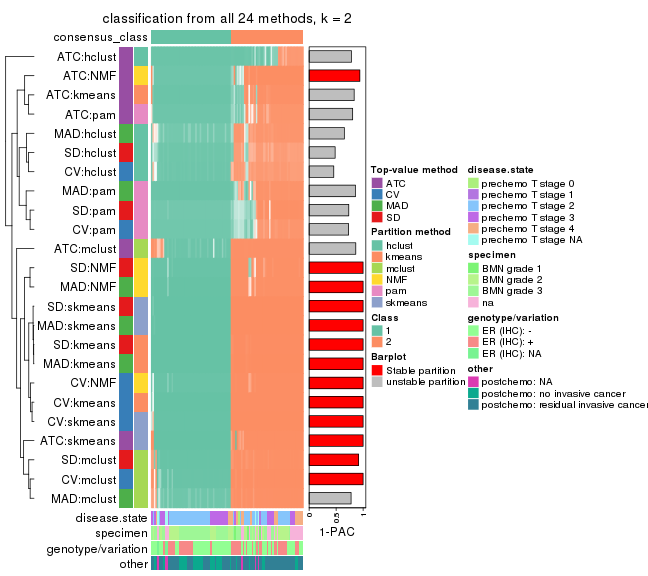 classification from all 24 methods, k = 2
consensus_class
ATC:hclust
ATC:NMF
ATC:kmeans
ATC:pam
MAD:hclust
SD:hclust
CV:hclust
MAD:pam
SD:pam
CV:pam
ATC:mclust
SD:NMF
MAD:NMF
SD:skmeans
MAD:skmeans
SD:kmeans
MAD:kmeans
CV:NMF
CV:kmeans
CV:skmeans
ATC:skmeans
SD:mclust
CV:mclust
MAD:mclust
disease.state
specimen
genotype/variation
other
0
0.5
1
1-PAC
Top-value method
ATC
CV
MAD
SD
Partition method
hclust
kmeans
mclust
NMF
pam
skmeans
Class
1
2
Barplot
Stable partition
unstable partition
disease.state
prechemo T stage 0
prechemo T stage 1
prechemo T stage 2
prechemo T stage 3
prechemo T stage 4
prechemo T stage NA
specimen
BMN grade 1
BMN grade 2
BMN grade 3
na
genotype/variation
ER (IHC): -
ER (IHC): +
ER (IHC): NA
other
postchemo: NA
postchemo: no invasive cancer
postchemo: residual invasive cancer